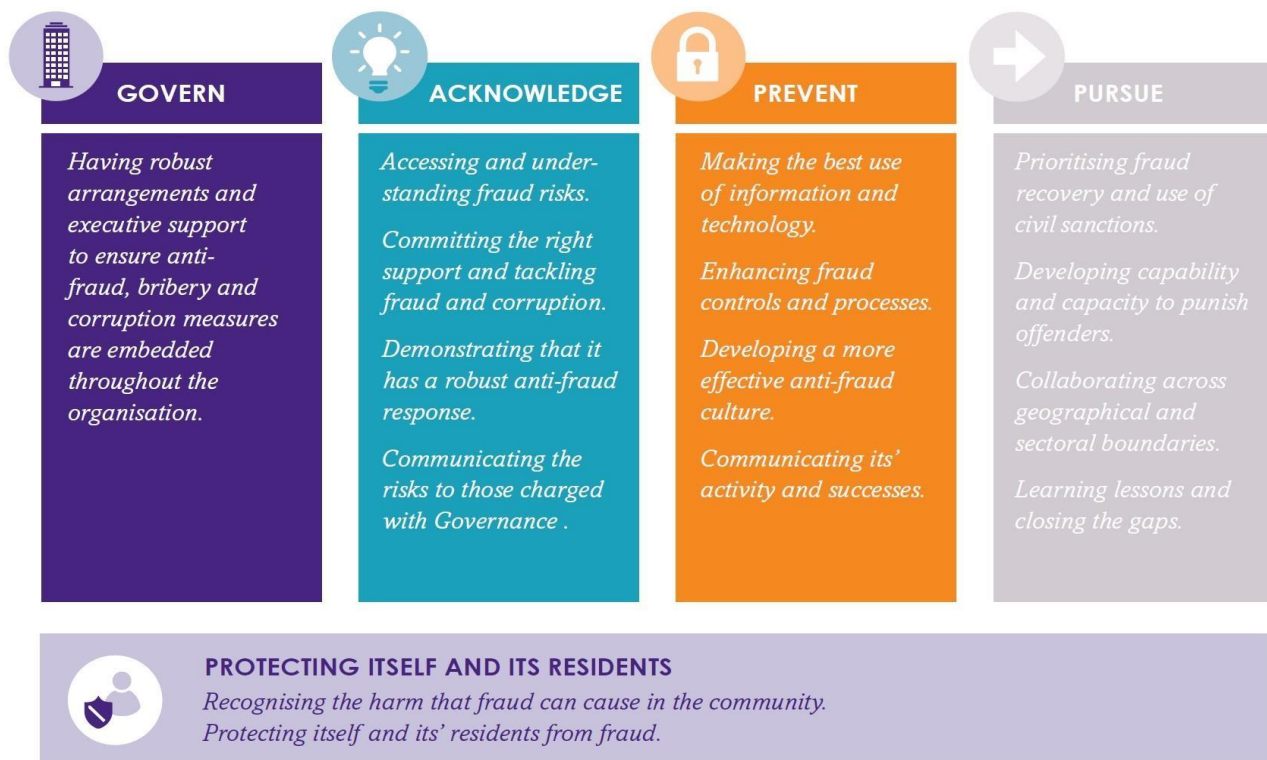 GOVERN
Having robust
arrangements and
executive support
to ensure anti-
fraud, bribery and
corruption measures
are embedded
throughout the
organisation.
ACKNOWLEDGE
Accessing and under-
standing fraud risks.
Committing the right
support and tackling
fraud and corruption.
Demonstrating that it
has a robust anti-fraud
response.
Communicating the
risks to those charged
with Governance .
PREVENT
Making the best use
of information and
technology.
Enhancing fraud
controls and processes.
Developing a more
effective anti-fraud
culture.
Communicating its’
activity and successes.
PURSUE
Prioritising fraud
recovery and use of
civil sanctions.
Developing capability
and capacity to punish
offenders.
Collaborating across
geographical and
sectoral boundaries.
Learning lessons and
closing the gaps.
PROTECTING ITSELF AND ITS RESIDENTS
Recognising the harm that fraud can cause in the community.
Protecting itself and its’ residents from fraud.